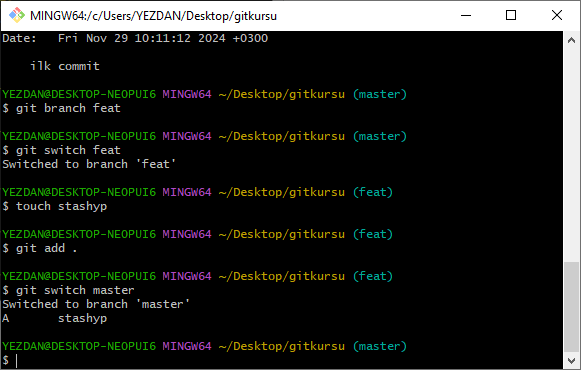 MINGW64:/c/Users/YEZDAN/Desktop/gitkursu
Date:   Fri Nov 29 10:11:12 2024 +0300
    ilk commit
YEZDAN@DESKTOP-NEOPUI6 MINGW64 ~/Desktop/gitkursu (master)
$ git branch feat
YEZDAN@DESKTOP-NEOPUI6 MINGW64 ~/Desktop/gitkursu (master)
$ git switch feat
Switched to branch 'feat'
YEZDAN@DESKTOP-NEOPUI6 MINGW64 ~/Desktop/gitkursu (feat)
$ touch stashyp
YEZDAN@DESKTOP-NEOPUI6 MINGW64 ~/Desktop/gitkursu (feat)
$ git add .
YEZDAN@DESKTOP-NEOPUI6 MINGW64 ~/Desktop/gitkursu (feat)
$ git switch master
Switched to branch 'master'
A       stashyp
YEZDAN@DESKTOP-NEOPUI6 MINGW64 ~/Desktop/gitkursu (master)
$